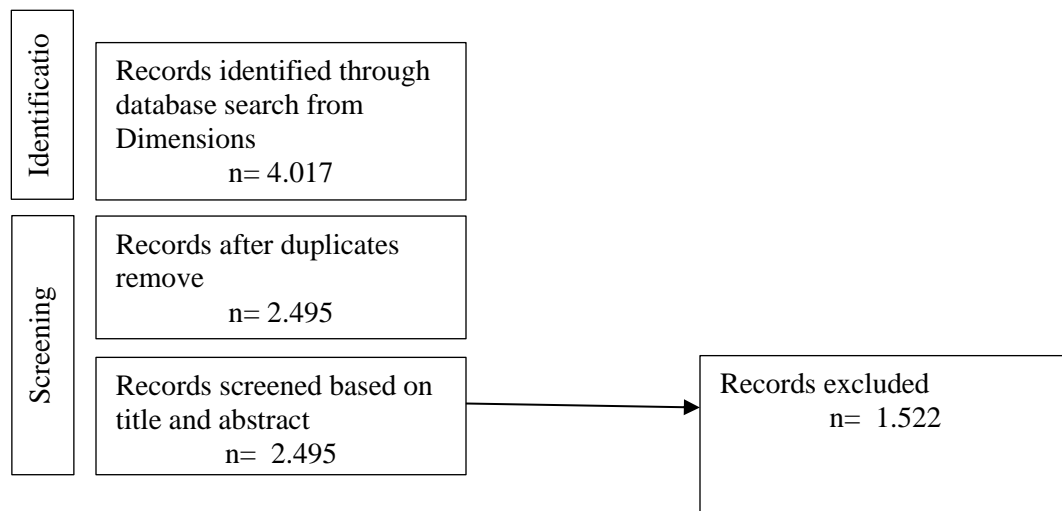 Identificatio
Records identified through
database search from
Dimensions
n= 4.017
Screening
Records after duplicates
remove
n= 2.495
Records screened based on
title and abstract
n= 2.495
Records excluded
n= 1.522